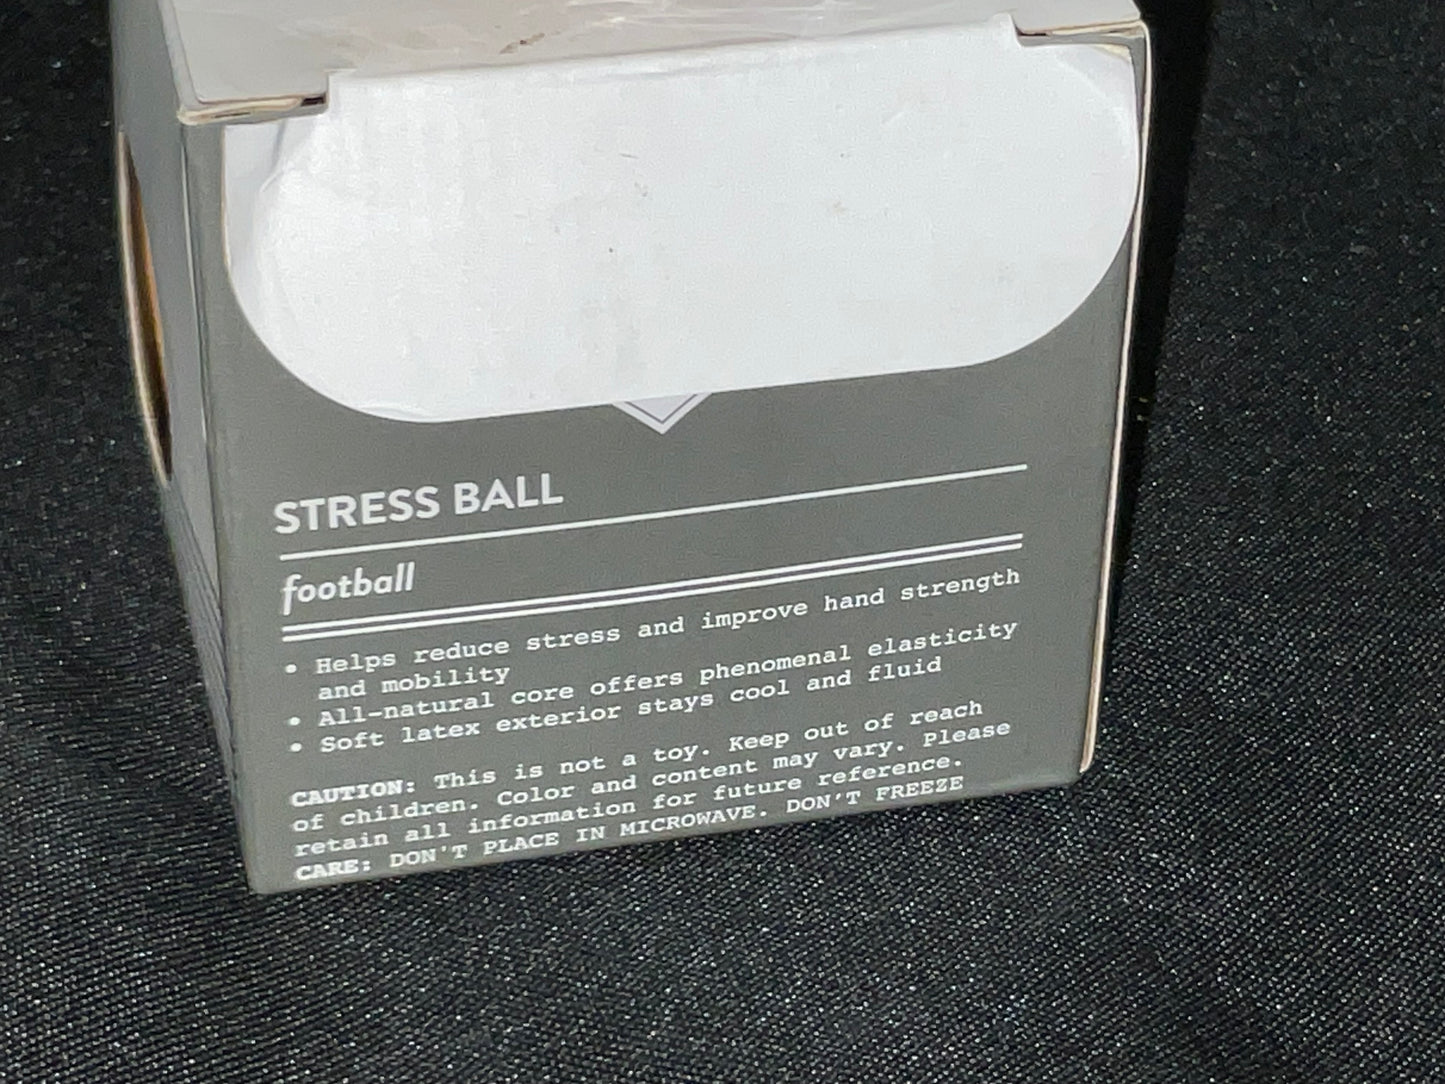 STRESS BALL
football
• Helps reduce stress and improve hand strength
and mobility
• All-natural core offers phenomenal elasticity
• Soft latex exterior stays cool and fluid
CAUTION: This is not a toy. Keep out of reach
of children. Color and content may vary. Please
retain all information for future reference.
CARE: DON'T PLACE IN MICROWAVE. DON'T FREEZE